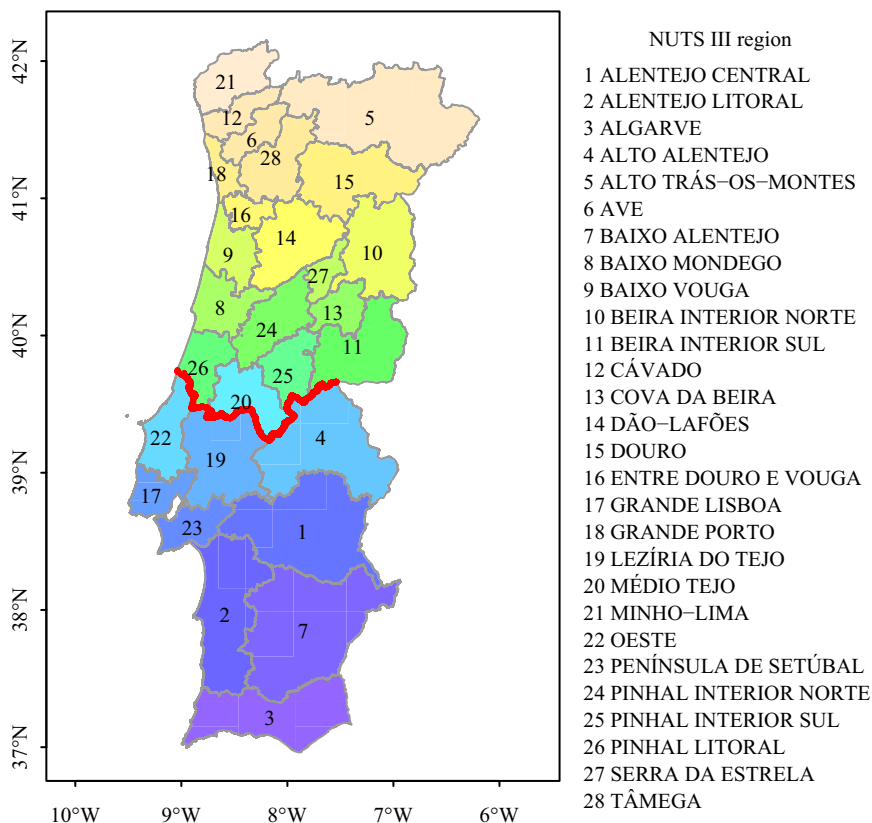 NUTS III region
1 ALENTEJO CENTRAL
2 ALENTEJO LITORAL
3 ALGARVE
4 ALTO ALENTEJO
5 ALTO TRÁS−OS−MONTES
6 AVE
7 BAIXO ALENTEJO
8 BAIXO MONDEGO
9 BAIXO VOUGA
10 BEIRA INTERIOR NORTE
11 BEIRA INTERIOR SUL
12 CÁVADO
13 COVA DA BEIRA
14 DÃO−LAFÕES
15 DOURO
16 ENTRE DOURO E VOUGA
17 GRANDE LISBOA
18 GRANDE PORTO
19 LEZÍRIA DO TEJO
20 MÉDIO TEJO
21 MINHO−LIMA
22 OESTE
23 PENÍNSULA DE SETÚBAL
24 PINHAL INTERIOR NORTE
25 PINHAL INTERIOR SUL
26 PINHAL LITORAL
27 SERRA DA ESTRELA
28 TÂMEGA
42°N
41°N
40°N
39°N
38°N
37°N
21
12
5
6
28
18
15
16
14
9
10
27
8
13
24
11
26
25
20
22
4
19
17
23
1
2
7
3
10°W 9°W 8°W 7°W 6°W